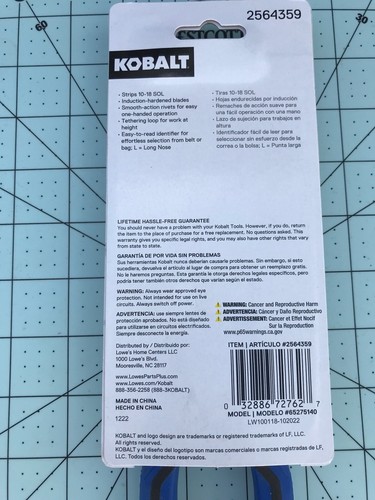 60
30
2564359
KOBALT
- Strips 10-18 SOL
- Induction-hardened blades
- Smooth-action rivets for easy
one-handed operation
- Tethering loop for work at
height
- Easy-to-read identifier for
effortless selection from belt or
bag; L = Long Nose
- Tiras 10-18 SOL
- Hojas endurecidas por inducción
- Remaches de acción suave para
una fácil operación con una mano
- Lazo de sujeción para trabajos en
altura
- Identificador fácil de leer para
seleccionar sin esfuerzo desde el
correa o la bolso; L = Punta larga
LIFETIME HASSLE-FREE GUARANTEE
You should never have a problem with your Kobalt Tools. However, if you do, return
the item to the place of purchase for a free replacement. No questions asked. This
warranty gives you specific legal rights, and you may also have other rights that vary
from state to state.
GARANTÍA DE POR VIDA SIN PROBLEMAS
Sus herramientas Kobalt nunca deberían causarle problemas. Sin embargo, si esto
sucediera, devuelva el artículo al lugar de compra para obtener un reemplazo gratis.
No le haremos preguntas. Esta garantía le otorga derechos legales específicos, pero
podría tener también otros derechos que varían según el estado.
WARNING: Always wear approved eye
protection. Not intended for use on live
circuits. Always switch off power.
ADVERTENCIA: use siempre lentes de
protección aprobados. No está diseñado
para utilizarse en circuitos electrificados.
Siempre desconecte la energía.
WARNING: Cancer and Reproductive Harm
ADVERTENCIA: Cáncer y Daño Reproductivo
AVERTISSEMENT: Cancer et Effet Nocif
Sur la Reproduction
www.p65warnings.ca.gov
Distributed by / Distribuido por:
Lowe's Home Centers LLC
1000 Lowe's Blvd.
Mooresville, NC 28117
www.LowesPartsPlus.com
www.Lowes.com/Kobalt
888-356-2258 (888-3KOBALT)
MADE IN CHINA
HECHO EN CHINA
1222
ITEM | ARTÍCULO #2564359
0 32886 72762 7
MODEL | MODELO #65275140
LW100118-102022
KOBALT and logo design are trademarks or registered trademarks of LF, LLC.
All rights reserved.
KOBALT y el diseño del logotipo son marcas comerciales o marcas registradas de LF,
LLC. Todos los derechos reservados.